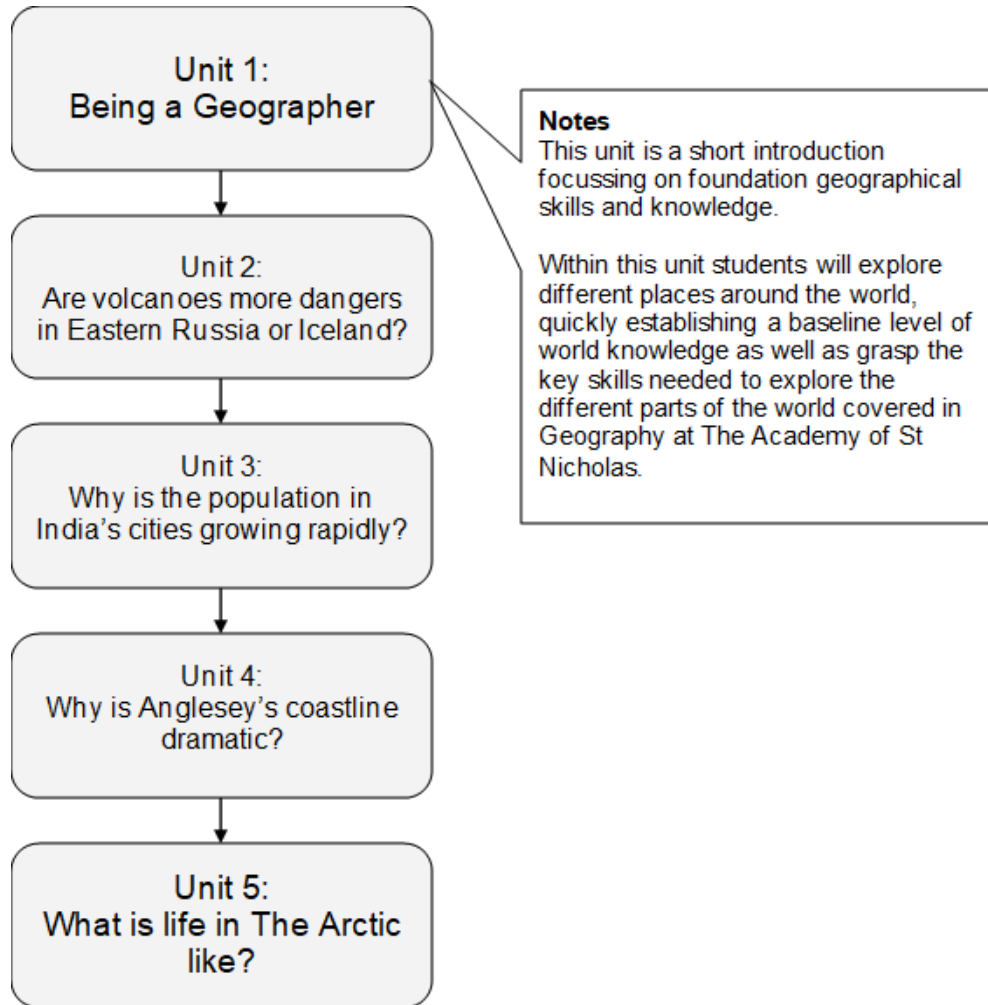 Unit 1:
Being a Geographer
Notes
This unit is a short introduction
focussing on foundation geographical
skills and knowledge.
Within this unit students will explore
different places around the world,
quickly establishing a baseline level of
world knowledge as well as grasp the
key skills needed to explore the
different parts of the world covered in
Geography at The Academy of St
Nicholas.
Unit 2:
Are volcanoes more dangers
in Eastern Russia or Iceland?
Unit 3:
Why is the population in
India's cities growing rapidly?
Unit 4:
Why is Anglesey's coastline
dramatic?
Unit 5:
What is life in The Arctic
like?